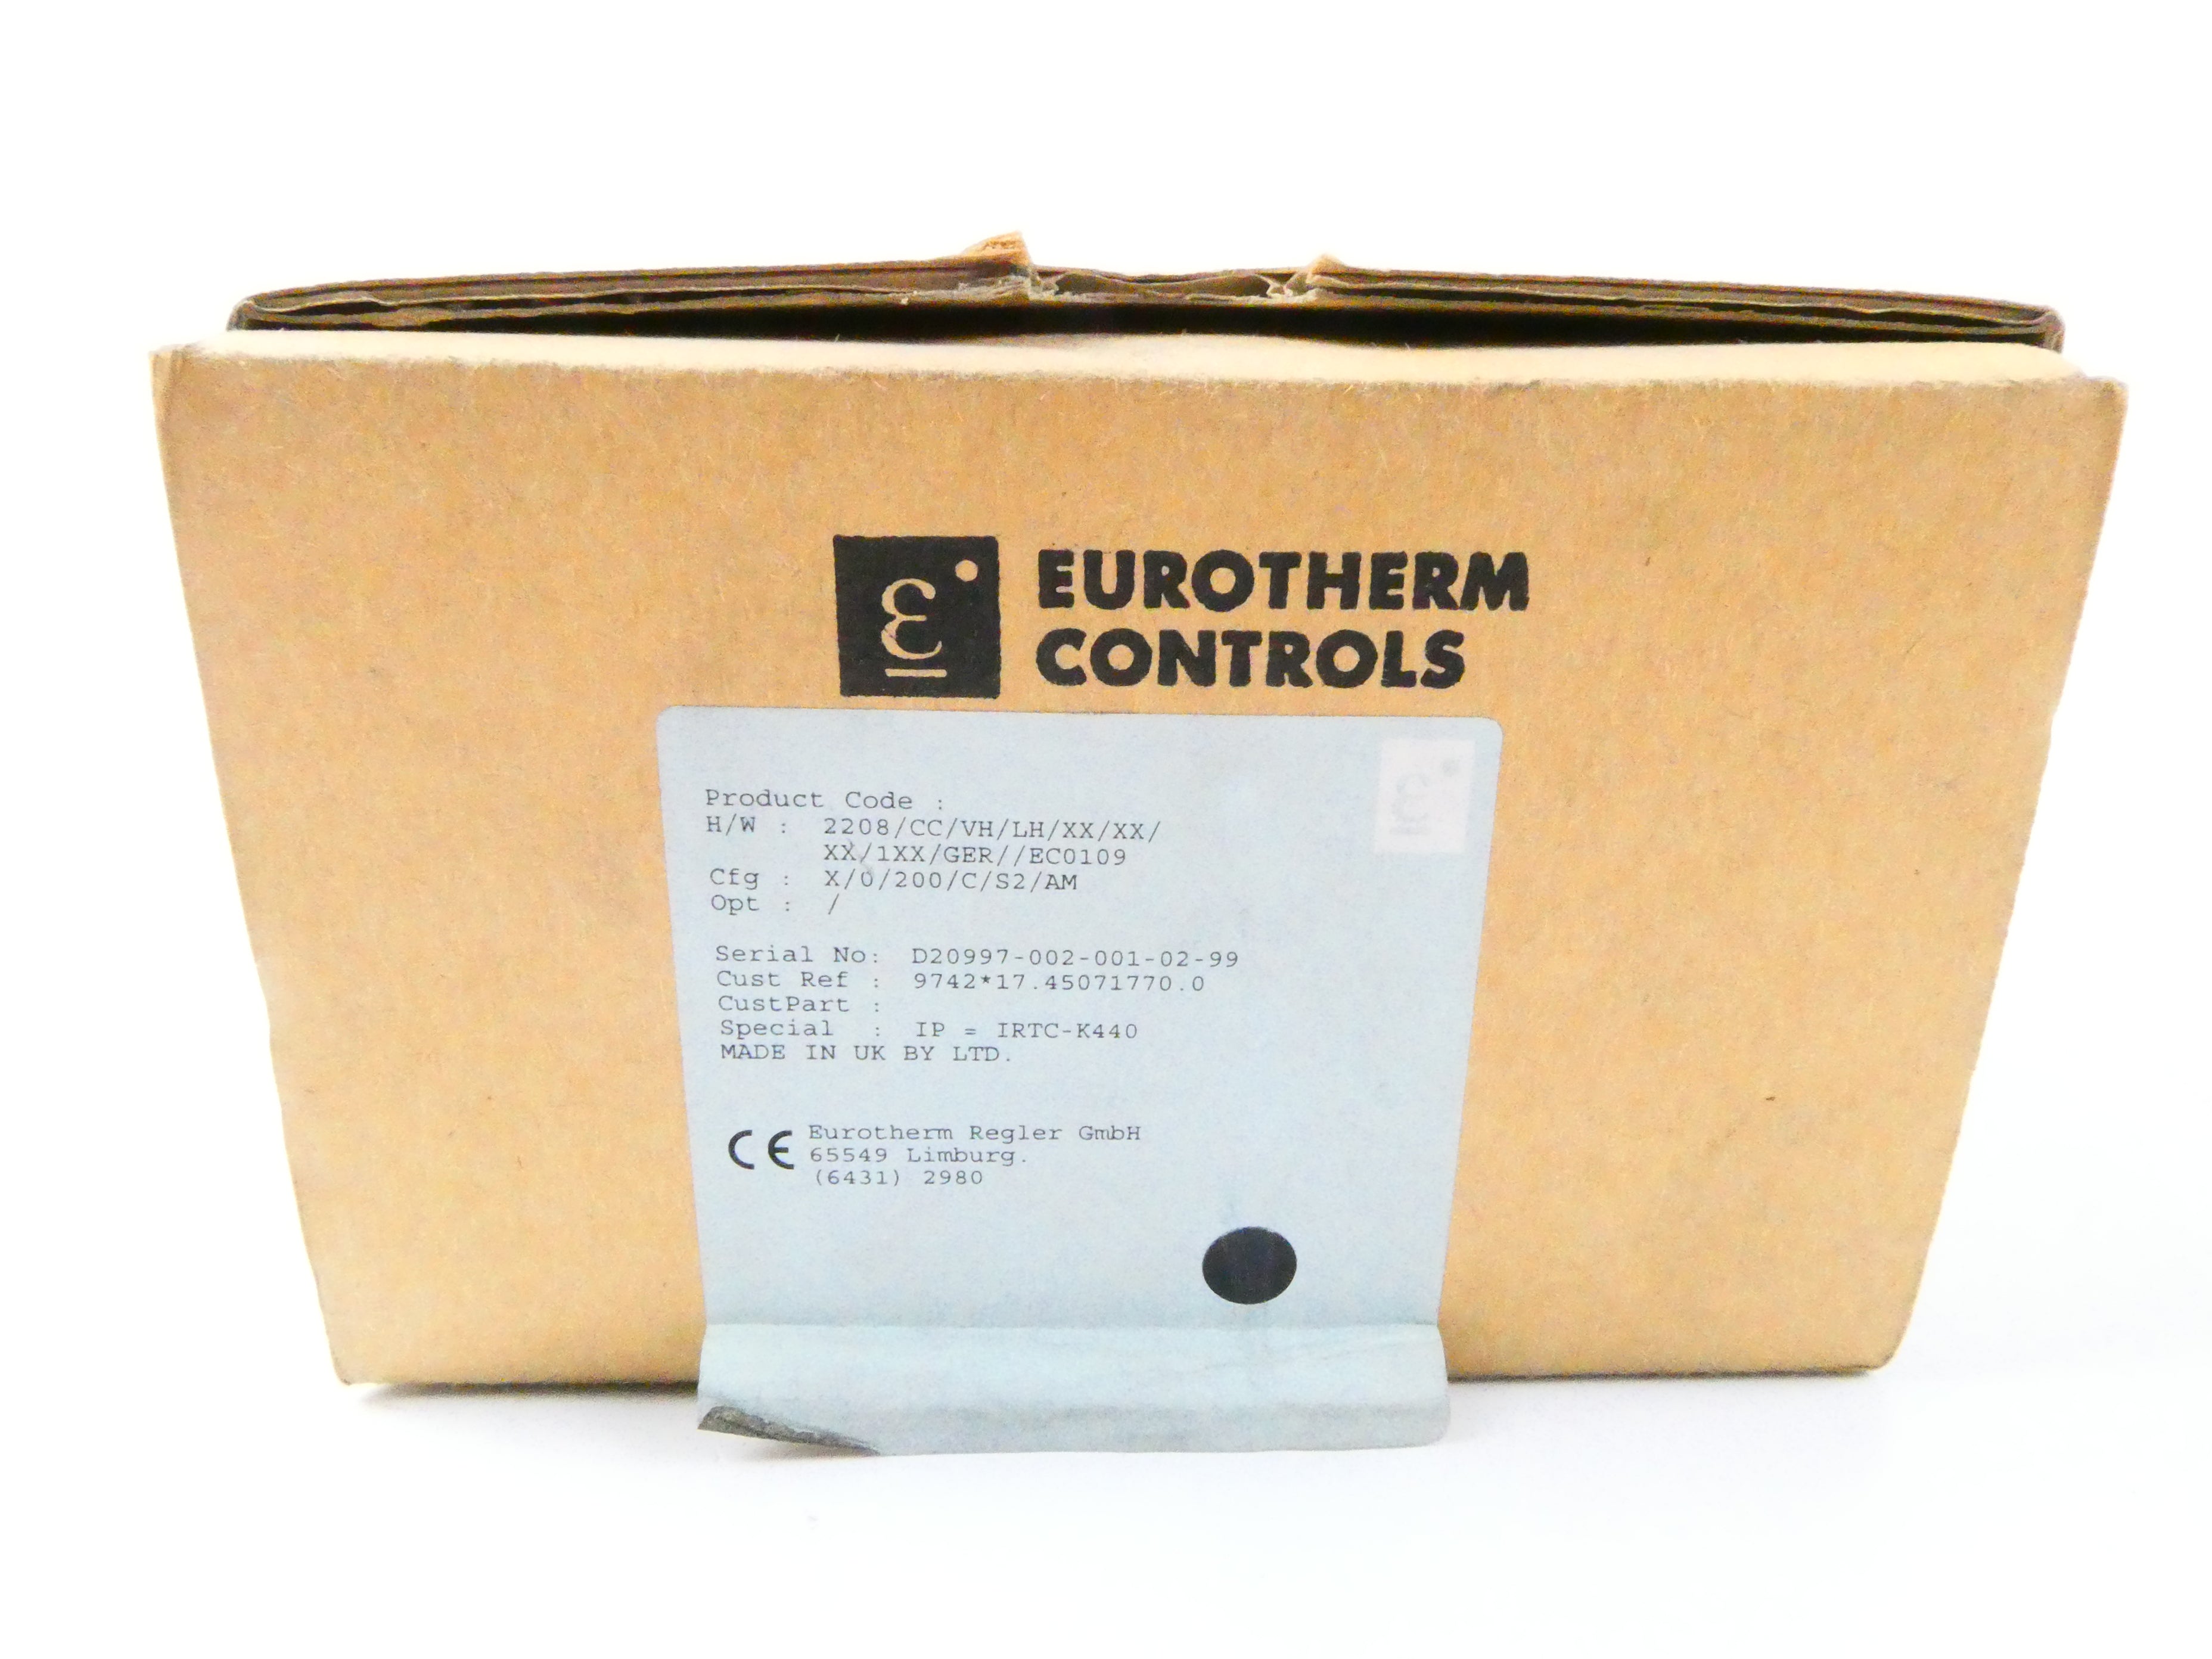 EUROTHERM
CONTROLS
Product Code :
H/W : 2208/CC/VH/LH/XX/XX/
XX/1XX/GER//EC0109
Cfg : X/0/200/C/S2/AM
Opt : /
Serial No: D20997-002-001-02-99
Cust Ref : 9742*17.45071770.0
CustPart :
Special : IP = IRTC-K440
MADE IN UK BY LTD.
CE Eurotherm Regler GmbH
65549 Limburg.
(6431) 2980